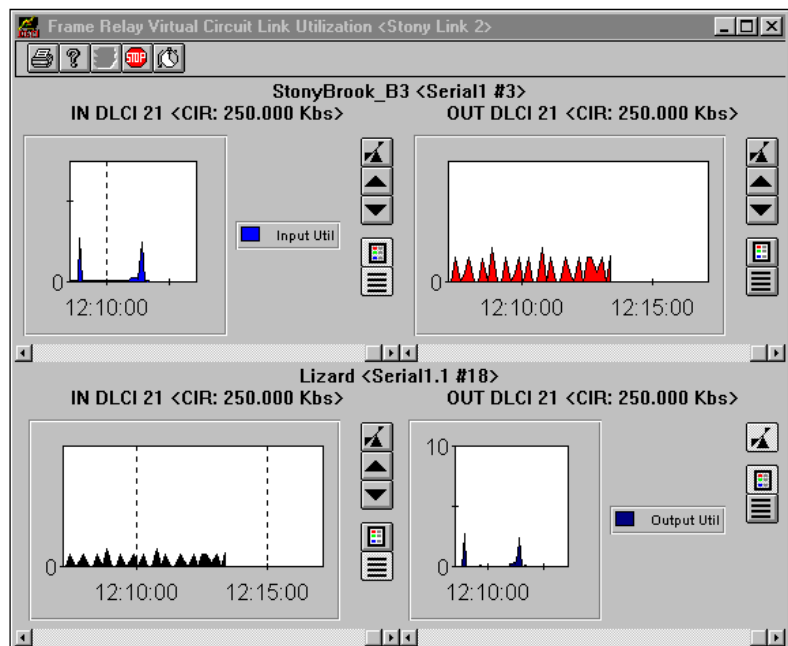 Frame Relay Virtual Circuit Link Utilization <Stony Link 2>
STOP
StonyBrook_B3 <Serial1 #3>
IN DLCI 21 <CIR: 250.000 Kbs>
OUT DLCI 21 <CIR: 250.000 Kbs>
0
12:10:00
Input Util
0
12:10:00
12:15:00
Lizard <Serial1.1 #18>
IN DLCI 21 <CIR: 250.000 Kbs>
OUT DLCI 21 <CIR: 250.000 Kbs>
0
12:10:00
12:15:00
10
0
12:10:00
Output Util